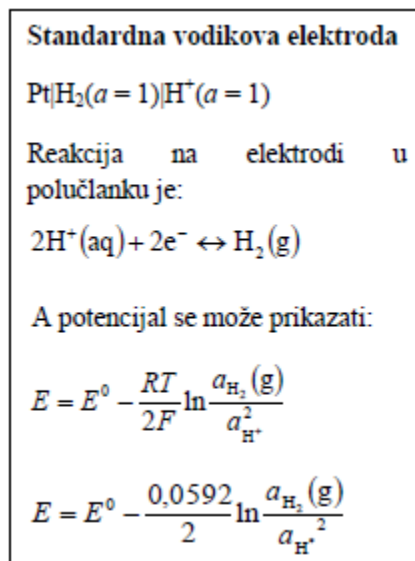 Standardna vodikova elektroda
Pt|H₂(a = 1)|H⁺(a = 1)
Reakcija na elektrodi u
polučlanku je:
2H⁺(aq) + 2e⁻ ↔ H₂(g)
A potencijal se može prikazati:
E = E⁰ − RT/2F ln a_H₂(g)/a²_H⁺
E = E⁰ − 0,0592/2 ln a_H₂(g)/a_H⁺²